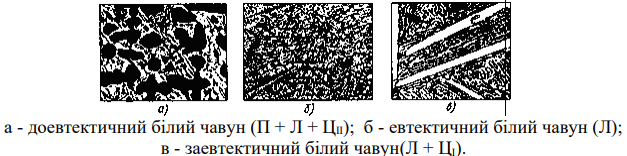 а) б) в)
а - доевтектичний білий чавун (П + Л + ЦII); б - евтектичний білий чавун (Л);
в - заевтектичний білий чавун(Л + ЦI).